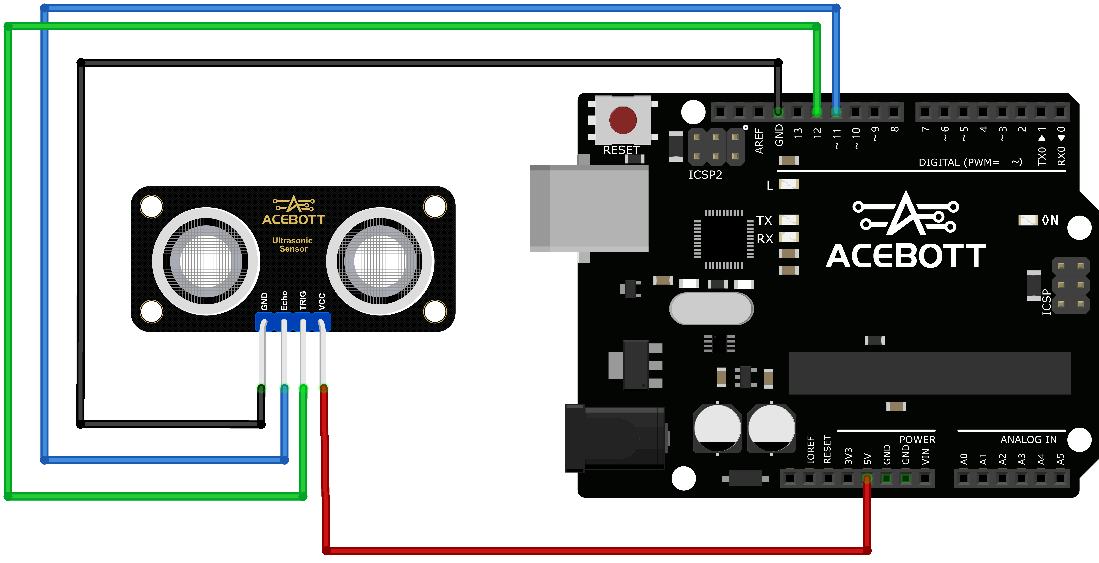 RESET
ICSP2
AREF
GND
13
12
~11
~10
~9
8
7
~6
~5
4
~3
2
TX0 ▶1
RX0 ◀0
DIGITAL (PWM= ~)
L
TX
RX
ACEBOTT
ON
ICSP
ACEBOTT
Ultrasonic
Sensor
GND
Echo
TRIG
VCC
POWER
ANALOG IN
IOREF
RESET
3V3
5V
GND
GND
VIN
A0
A1
A2
A3
A4
A5